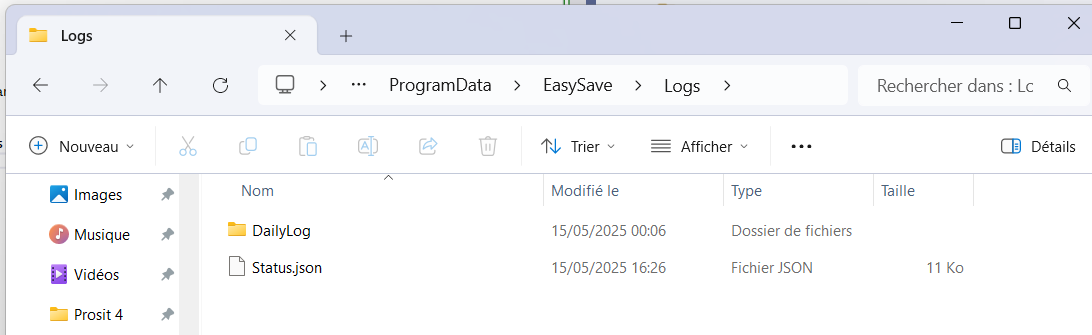 Logs
ProgramData
EasySave
Logs
Rechercher dans : Lo
Nouveau
Trier
Afficher
Détails
Images
Musique
Vidéos
Prosit 4
Nom Modifié le Type Taille
DailyLog 15/05/2025 00:06 Dossier de fichiers
Status.json 15/05/2025 16:26 Fichier JSON 11 Ko